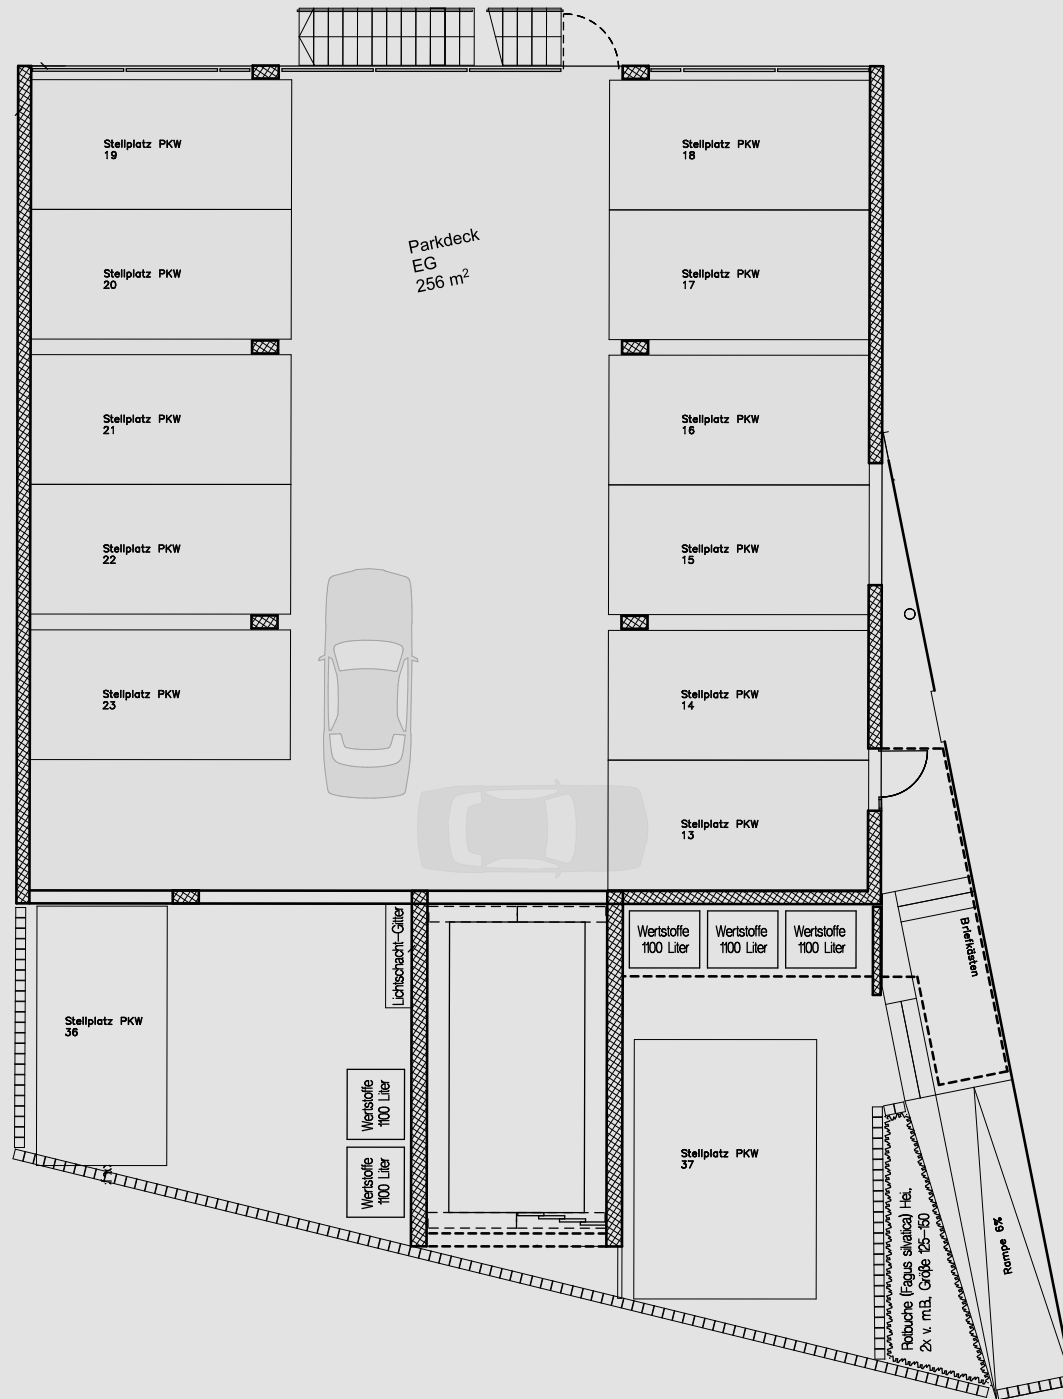 Stellplatz PKW
19
Stellplatz PKW
18
Parkdeck
EG
256 m²
Stellplatz PKW
20
Stellplatz PKW
17
Stellplatz PKW
21
Stellplatz PKW
16
Stellplatz PKW
22
Stellplatz PKW
15
Stellplatz PKW
23
Stellplatz PKW
14
Stellplatz PKW
13
Lichtschacht-Gitter
Wertstoffe
1100 Liter
Wertstoffe
1100 Liter
Wertstoffe
1100 Liter
Briefkästen
Stellplatz PKW
36
Wertstoffe
1100 Liter
Wertstoffe
1100 Liter
Stellplatz PKW
37
Rotbuche (Fagus silvatica) Hei.,
2x v. m.B., Größe 125-150
Rampe 6%